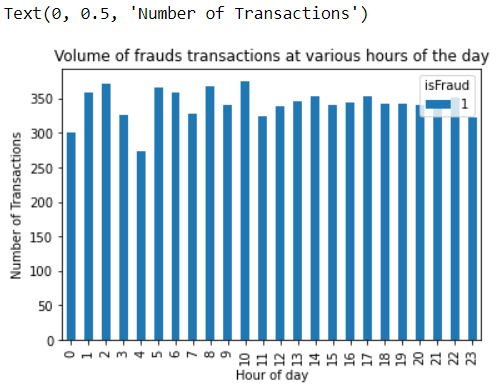 Text(0, 0.5, 'Number of Transactions')
Volume of frauds transactions at various hours of the day
isFraud
1
350
300
250
200
150
100
50
0
Number of Transactions
0 1 2 3 4 5 6 7 8 9 10 11 12 13 14 15 16 17 18 19 20 21 22 23
Hour of day